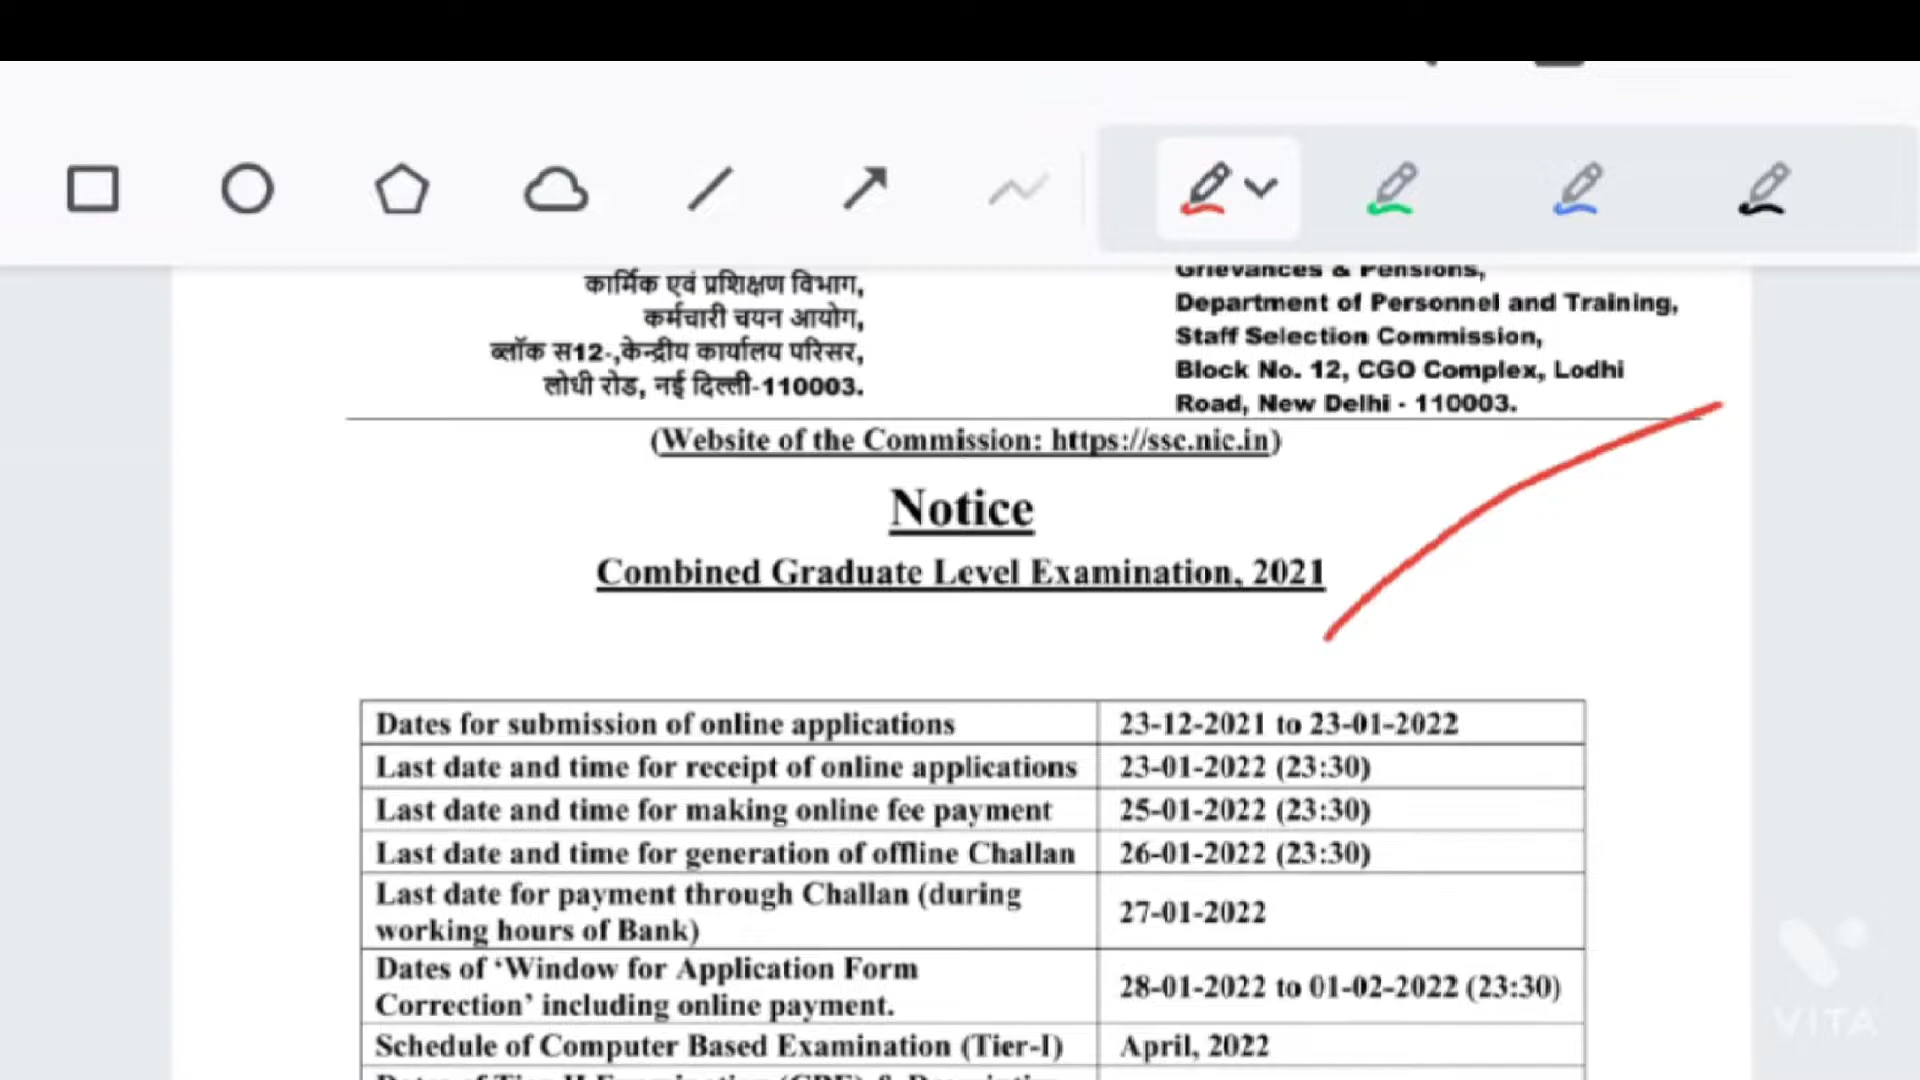 कार्मिक एवं प्रशिक्षण विभाग,
कर्मचारी चयन आयोग,
ब्लॉक स12-,केन्द्रीय कार्यालय परिसर,
लोधी रोड, नई दिल्ली-110003.
Grievances & Pensions,
Department of Personnel and Training,
Staff Selection Commission,
Block No. 12, CGO Complex, Lodhi
Road, New Delhi - 110003.
(Website of the Commission: https://ssc.nic.in)
Notice
Combined Graduate Level Examination, 2021
Dates for submission of online applications 23-12-2021 to 23-01-2022
Last date and time for receipt of online applications 23-01-2022 (23:30)
Last date and time for making online fee payment 25-01-2022 (23:30)
Last date and time for generation of offline Challan 26-01-2022 (23:30)
Last date for payment through Challan (during
working hours of Bank) 27-01-2022
Dates of ‘Window for Application Form
Correction’ including online payment. 28-01-2022 to 01-02-2022 (23:30)
Schedule of Computer Based Examination (Tier-I) April, 2022
VITA